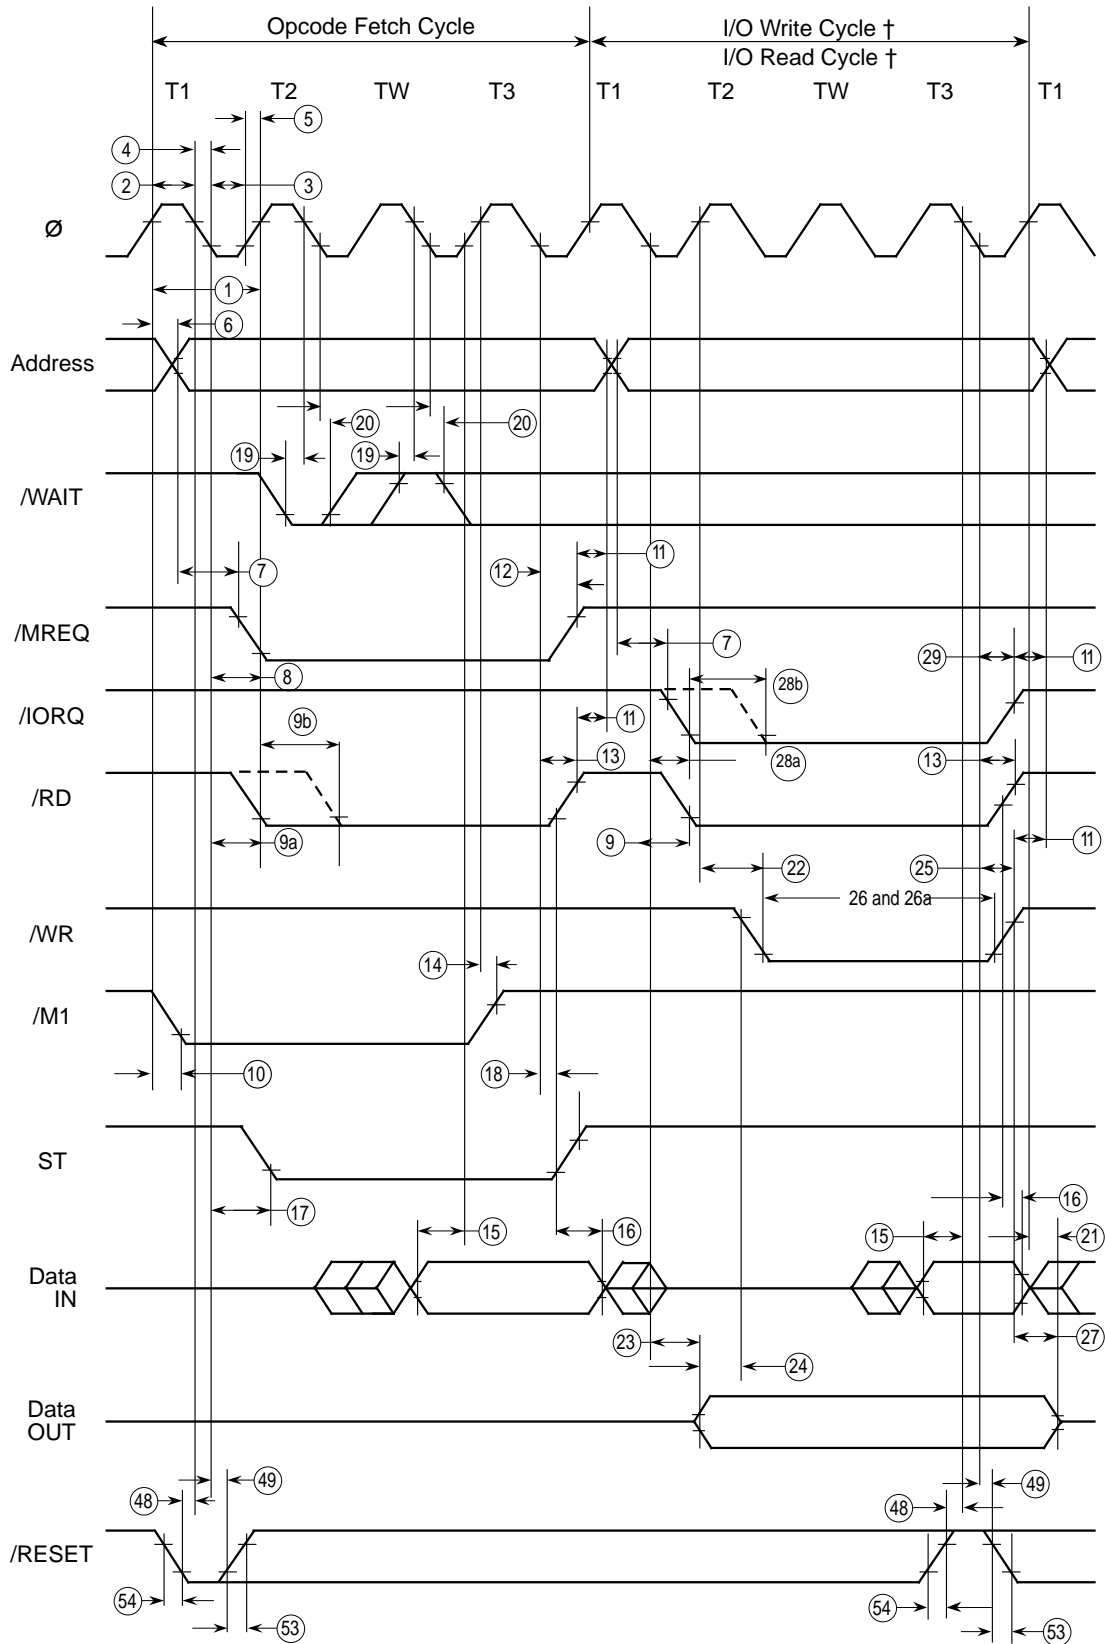 Opcode Fetch Cycle
I/O Write Cycle †
I/O Read Cycle †
T1 T2 TW T3 T1 T2 TW T3 T1
5
4
2 3
Ø
1
6
Address
20 20
19 19
/WAIT
11
7 12
/MREQ
7 29 11
8 28b
/IORQ
9b 11
13 28a 13
/RD
9a 9 11
22 25
26 and 26a
/WR
14
/M1
10 18
ST
17 16
15 16 15 21
Data
IN
23 27
24
Data
OUT
49 49
48 48
/RESET
54 54
53 53